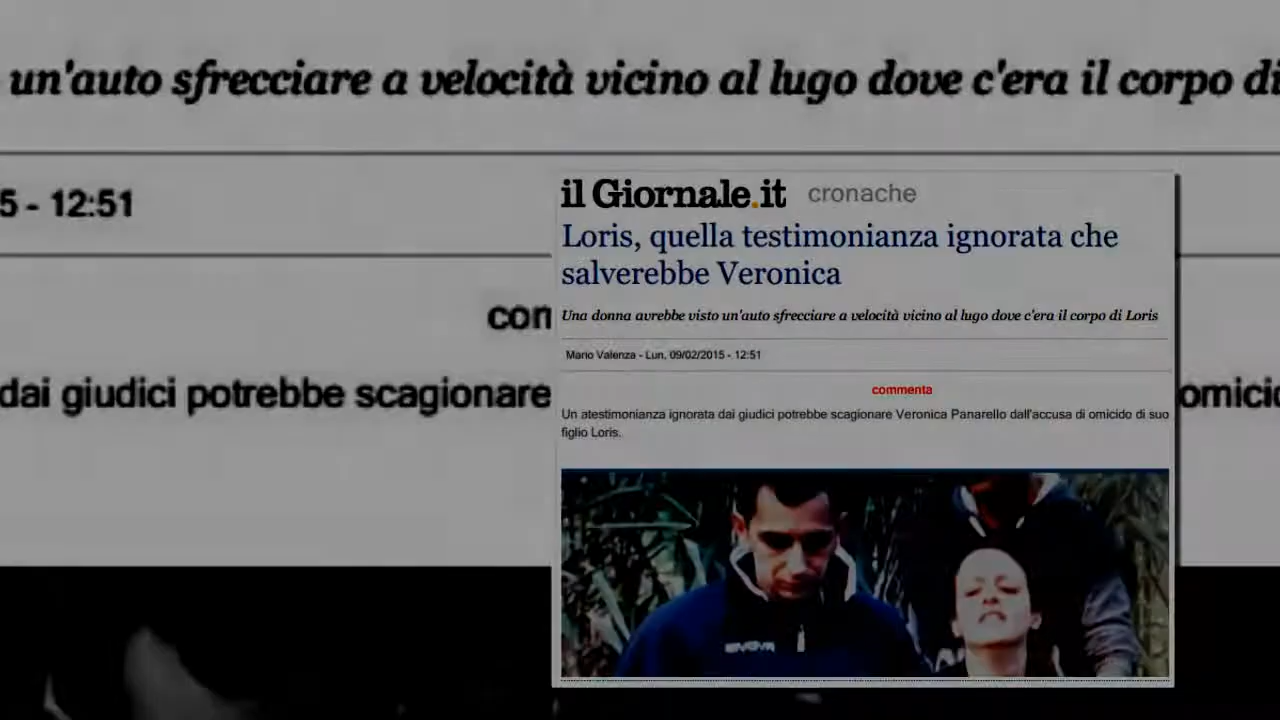 un'auto sfrecciare a velocità vicino al lugo dove c'era il corpo di
5 - 12:51
con
dai giudici potrebbe scagionare
omici
il Giornale.it cronache
Loris, quella testimonianza ignorata che
salverebbe Veronica
Una donna avrebbe visto un'auto sfrecciare a velocità vicino al lugo dove c'era il corpo di Loris
Mario Valenza - Lun, 09/02/2015 - 12:51
commenta
Un atestimonianza ignorata dai giudici potrebbe scagionare Veronica Panarello dall'accusa di omicido di suo
figlio Loris.